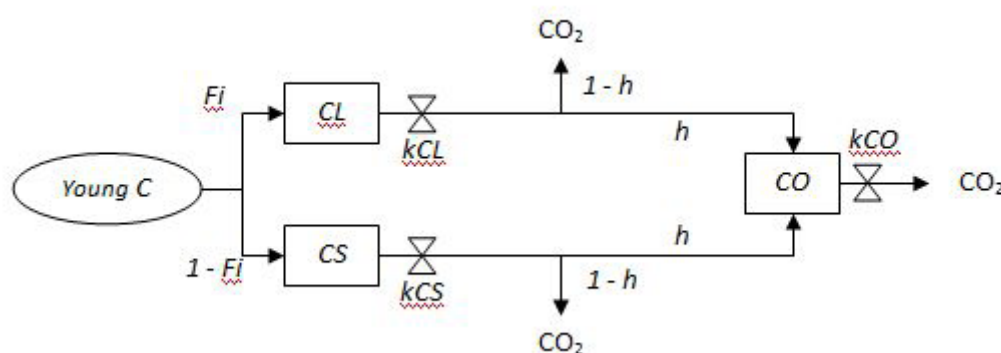 CO₂
Fi
1 - h
CL
kCL
h
kCO
Young C
CO
CO₂
CS
h
1 - Fi
kCS
1 - h
CO₂